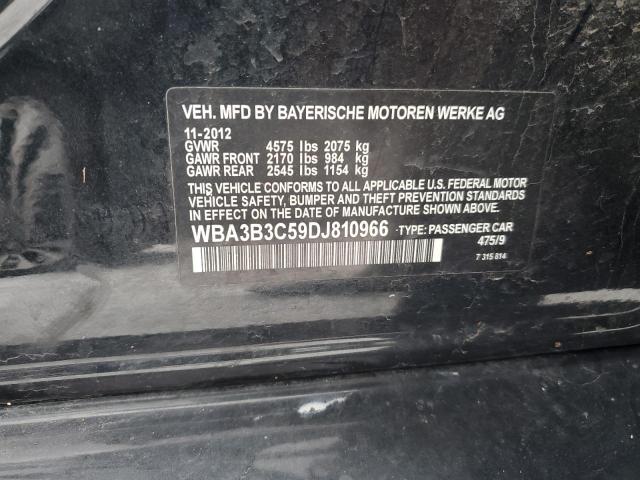 VEH. MFD BY BAYERISCHE MOTOREN WERKE AG
11-2012
GVWR 4575 lbs 2075 kg
GAWR FRONT 2170 lbs 984 kg
GAWR REAR 2545 lbs 1154 kg
THIS VEHICLE CONFORMS TO ALL APPLICABLE U.S. FEDERAL MOTOR
VEHICLE SAFETY, BUMPER AND THEFT PREVENTION STANDARDS
IN EFFECT ON THE DATE OF MANUFACTURE SHOWN ABOVE.
WBA3B3C59DJ810966 TYPE: PASSENGER CAR
475/9
7 315 814